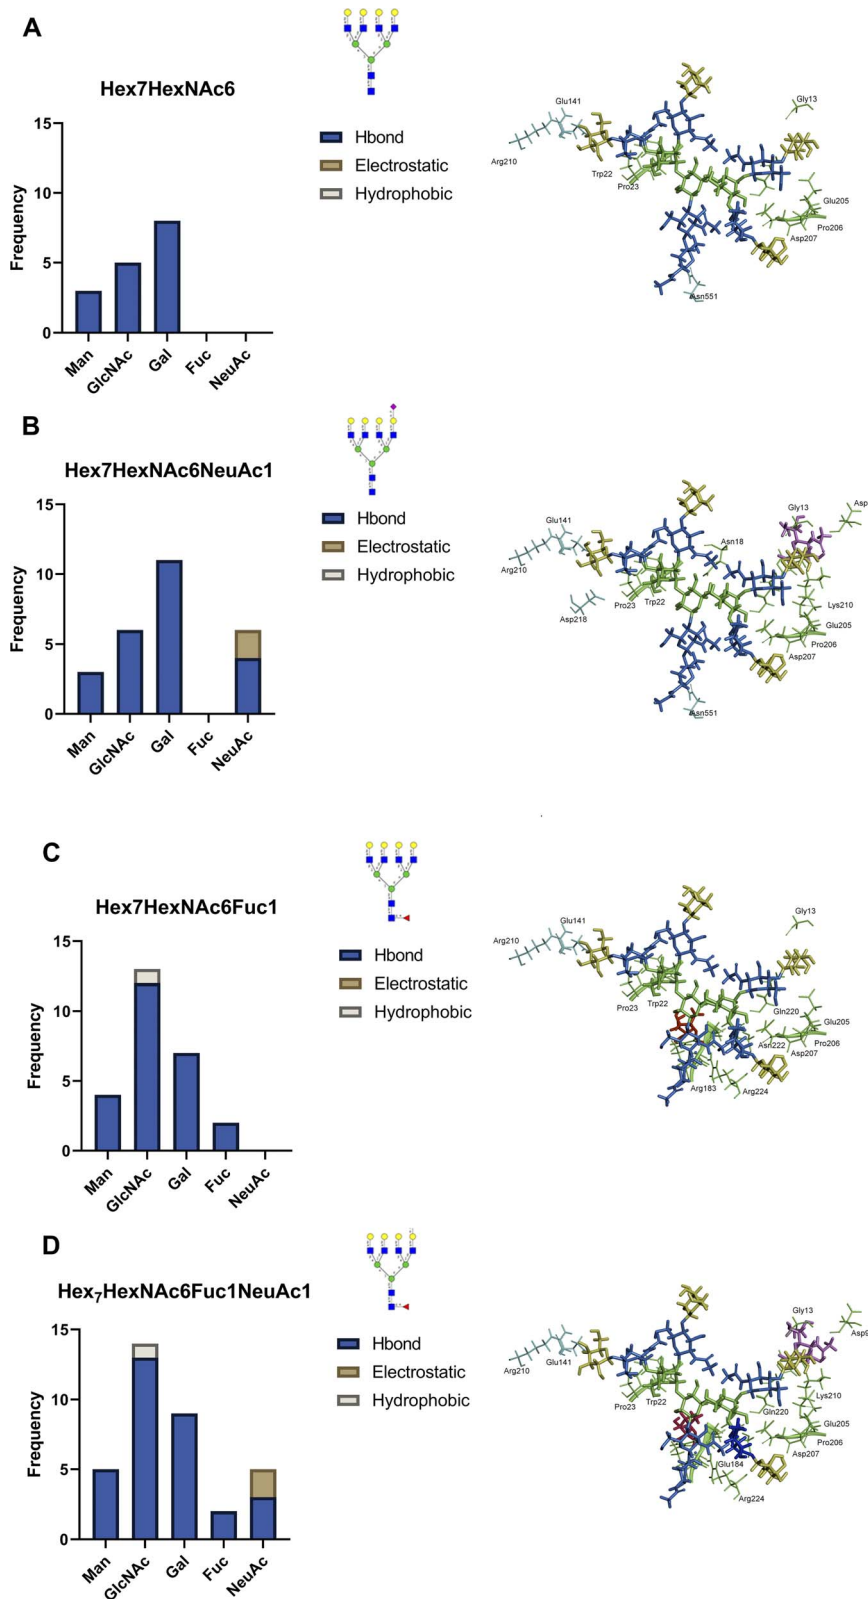 A
Hex7HexNAc6
Frequency
15
10
5
0
Man
GlcNAc
Gal
Fuc
NeuAc
Hbond
Electrostatic
Hydrophobic
Glu141
Arg210
Trp22
Pro23
Gly13
Glu205
Pro206
Asp207
Asn551
B
Hex7HexNAc6NeuAc1
Frequency
15
10
5
0
Man
GlcNAc
Gal
Fuc
NeuAc
Hbond
Electrostatic
Hydrophobic
Glu141
Arg210
Asn18
Gly13
Asp
Pro23
Trp22
Asp218
Lys210
Glu205
Pro206
Asp207
Asn551
C
Hex7HexNAc6Fuc1
Frequency
15
10
5
0
Man
GlcNAc
Gal
Fuc
NeuAc
Hbond
Electrostatic
Hydrophobic
Glu141
Arg210
Gly13
Pro23
Trp22
Gln220
Glu205
Asn222
Pro206
Asp207
Arg183
Arg224
D
Hex₇HexNAc6Fuc1NeuAc1
Frequency
15
10
5
0
Man
GlcNAc
Gal
Fuc
NeuAc
Hbond
Electrostatic
Hydrophobic
Gly13
Asp9
Arg210
Glu141
Pro23
Trp22
Lys210
Gln220
Glu205
Pro206
Asp207
Glu184
Arg224